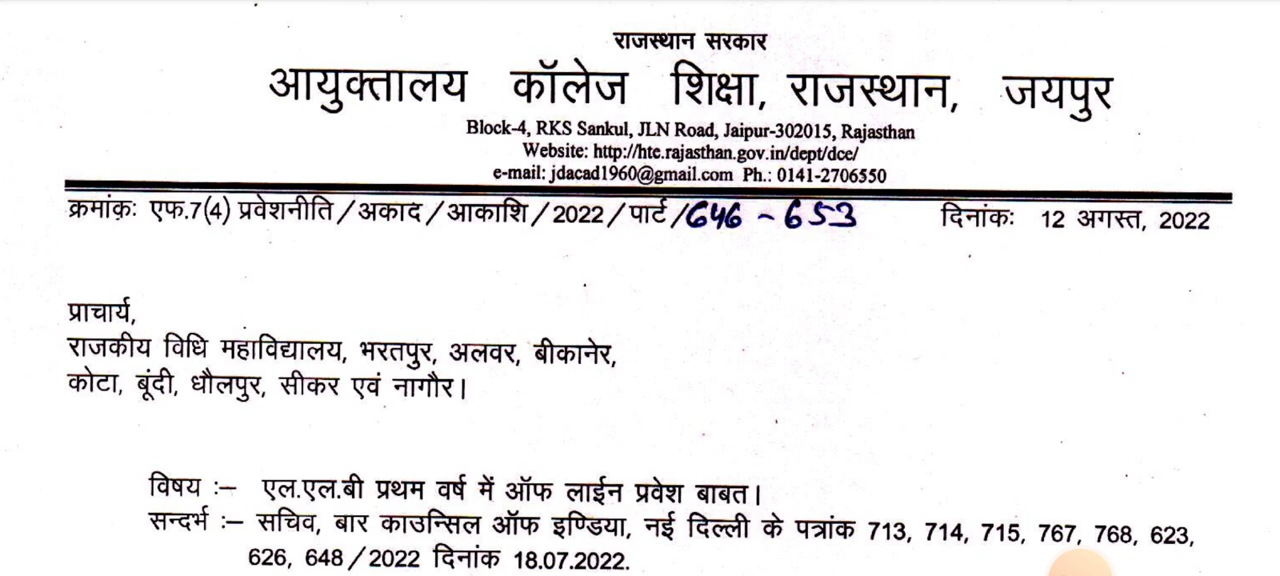 राजस्थान सरकार
आयुक्तालय कॉलेज शिक्षा, राजस्थान, जयपुर
Block-4, RKS Sankul, JLN Road, Jaipur-302015, Rajasthan
Website: http://hte.rajasthan.gov.in/dept/dce/
e-mail: jdacad1960@gmail.com Ph.: 0141-2706550
क्रमांक: एफ.7(4) प्रवेशनीति/अकाद/आकाशि/2022/पार्ट/646 - 653 दिनांक: 12 अगस्त, 2022
प्राचार्य,
राजकीय विधि महाविद्यालय, भरतपुर, अलवर, बीकानेर,
कोटा, बूंदी, धौलपुर, सीकर एवं नागौर।
विषय :– एल.एल.बी प्रथम वर्ष में ऑफ लाईन प्रवेश बाबत।
सन्दर्भ :– सचिव, बार काउन्सिल ऑफ इण्डिया, नई दिल्ली के पत्रांक 713, 714, 715, 767, 768, 623,
626, 648/2022 दिनांक 18.07.2022.